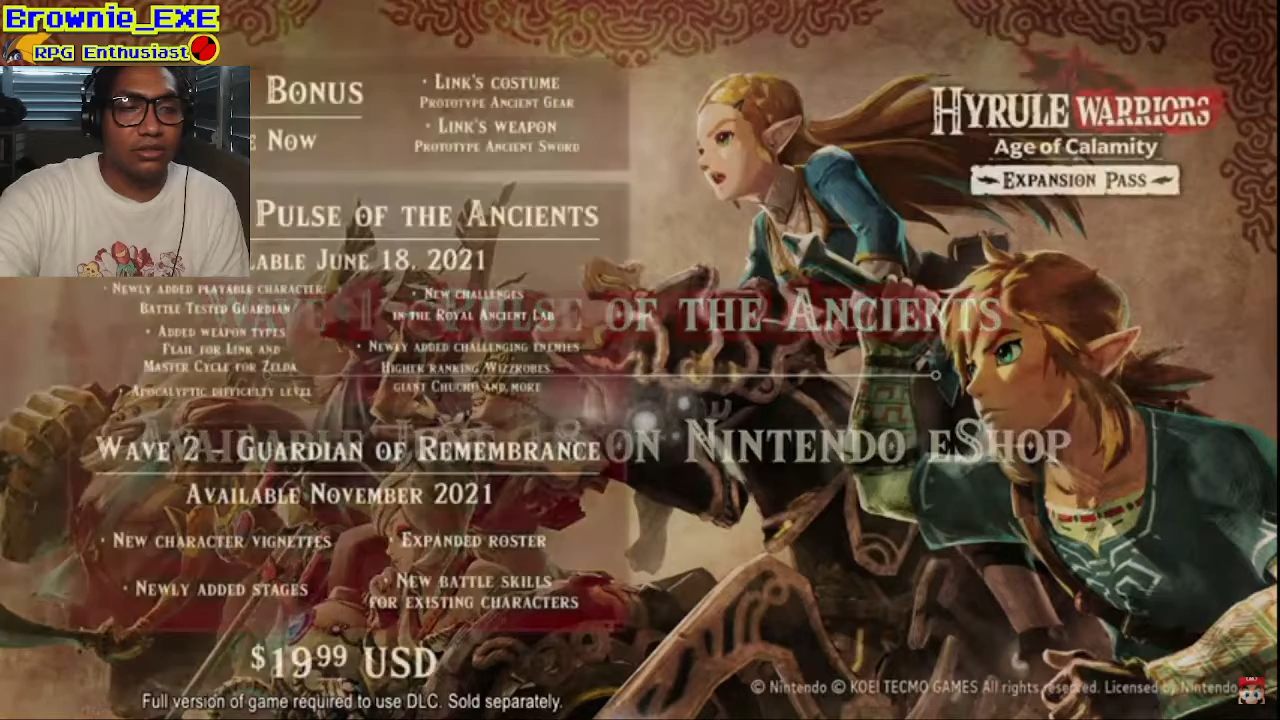 Brownie_EXE
RPG Enthusiast
Bonus
Now
· Link's costume
Prototype Ancient Gear
· Link's weapon
Prototype Ancient Sword
Hyrule Warriors
Age of Calamity
Expansion Pass
Pulse of the Ancients
lable June 18, 2021
· Newly added playable character:
Battle-Tested Guardian
· Added weapon types
Flail for Link and
Master Cycle for Zelda
· Apocalyptic difficulty level
· New challenges
in the Royal Ancient Lab
· Newly added challenging enemies
Higher ranking Wizzrobes,
giant Chuchu and more
Pulse of the Ancients
on Nintendo eShop
Wave 2 – Guardian of Remembrance
Available November 2021
· New character vignettes
· Expanded roster
· Newly added stages
· New battle skills
for existing characters
$19.99 USD
Full version of game required to use DLC. Sold separately.
© Nintendo © KOEI TECMO GAMES All rights reserved. Licensed by Nintendo